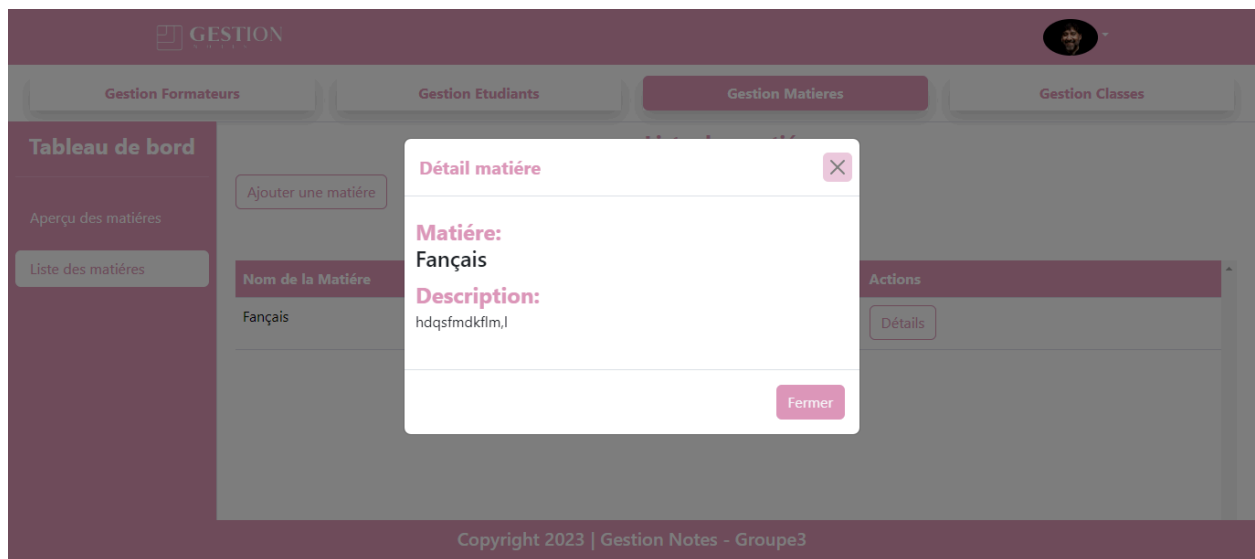 GESTION
Gestion Formateurs
Gestion Etudiants
Gestion Matieres
Gestion Classes
Tableau de bord
Aperçu des matiéres
Liste des matiéres
Ajouter une matiére
Nom de la Matiére
Actions
Fançais
Détails
Détail matiére
Matiére:
Fançais
Description:
hdqsfmdkflm,l
Fermer
Copyright 2023 | Gestion Notes - Groupe3